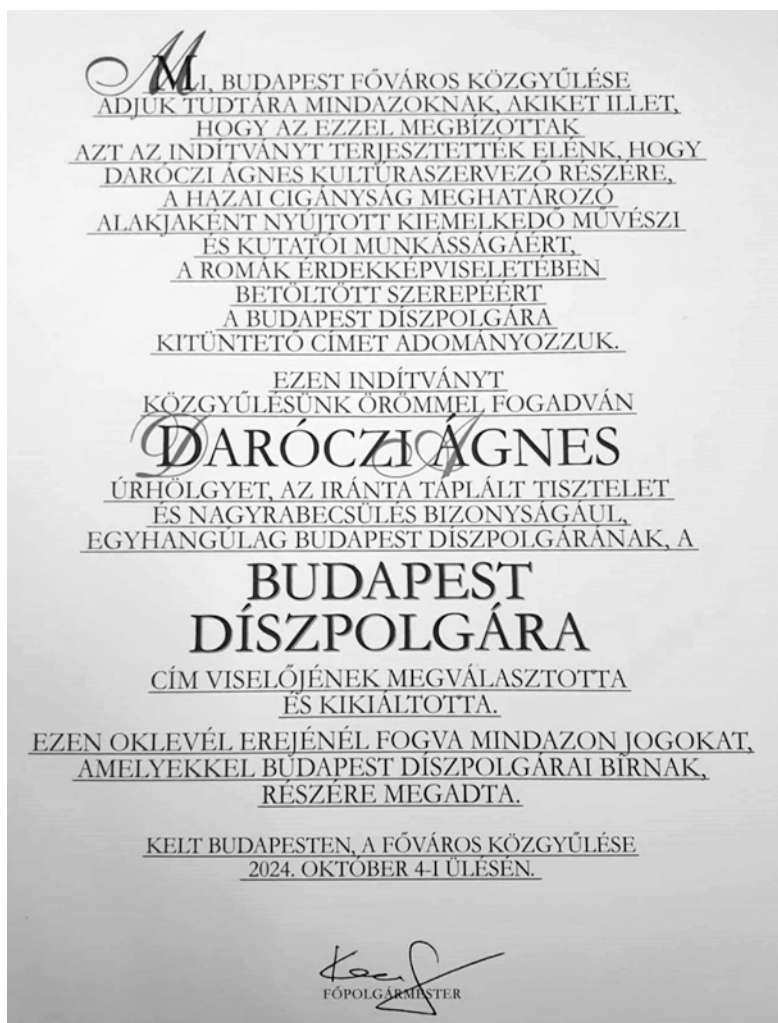 MI, BUDAPEST FŐVÁROS KÖZGYŰLÉSE
ADJUK TUDTÁRA MINDAZOKNAK, AKIKET ILLET,
HOGY AZ EZZEL MEGBÍZOTTAK
AZT AZ INDÍTVÁNYT TERJESZTETTÉK ELÉNK, HOGY
DARÓCZI ÁGNES KULTÚRASZERVEZŐ RÉSZÉRE,
A HAZAI CIGÁNYSÁG MEGHATÁROZÓ
ALAKJAKÉNT NYÚJTOTT KIEMELKEDŐ MŰVÉSZI
ÉS KUTATÓI MUNKÁSSÁGÁÉRT,
A ROMÁK ÉRDEKKÉPVISELETÉBEN
BETÖLTÖTT SZEREPÉÉRT
A BUDAPEST DÍSZPOLGÁRA
KITÜNTETŐ CÍMET ADOMÁNYOZZUK.
EZEN INDÍTVÁNYT
KÖZGYŰLÉSÜNK ÖRÖMMEL FOGADVÁN
DARÓCZI ÁGNES
ÚRHÖLGYET, AZ IRÁNTA TÁPLÁLT TISZTELET
ÉS NAGYRABECSÜLÉS BIZONYSÁGÁUL,
EGYHANGÚLAG BUDAPEST DÍSZPOLGÁRÁNAK, A
BUDAPEST
DÍSZPOLGÁRA
CÍM VISELŐJÉNEK MEGVÁLASZTOTTA
ÉS KIKIÁLTOTTA.
EZEN OKLEVÉL EREJÉNÉL FOGVA MINDAZON JOGOKAT,
AMELYEKKEL BUDAPEST DÍSZPOLGÁRAI BÍRNAK,
RÉSZÉRE MEGADTA.
KELT BUDAPESTEN, A FŐVÁROS KÖZGYŰLÉSE
2024. OKTÓBER 4-I ÜLÉSÉN.
FŐPOLGÁRMESTER